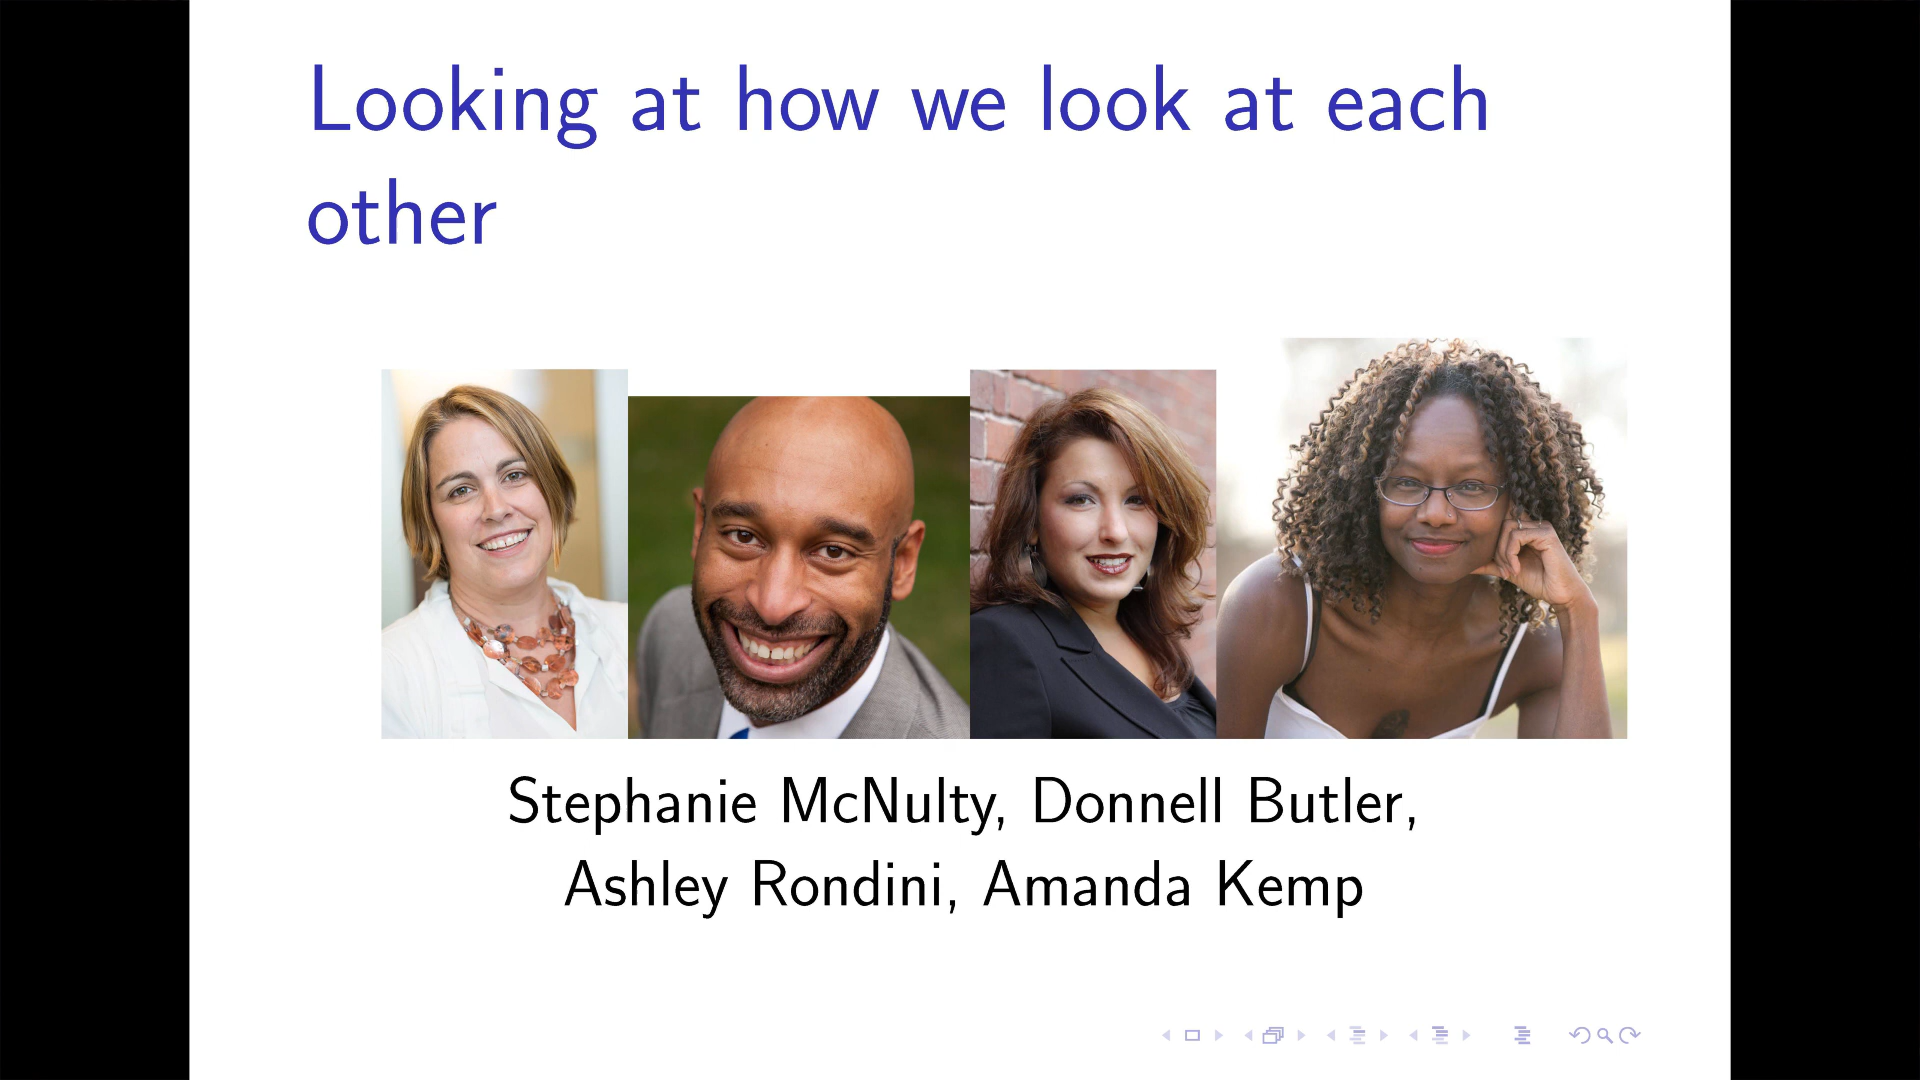 Looking at how we look at each
other
Stephanie McNulty, Donnell Butler,
Ashley Rondini, Amanda Kemp